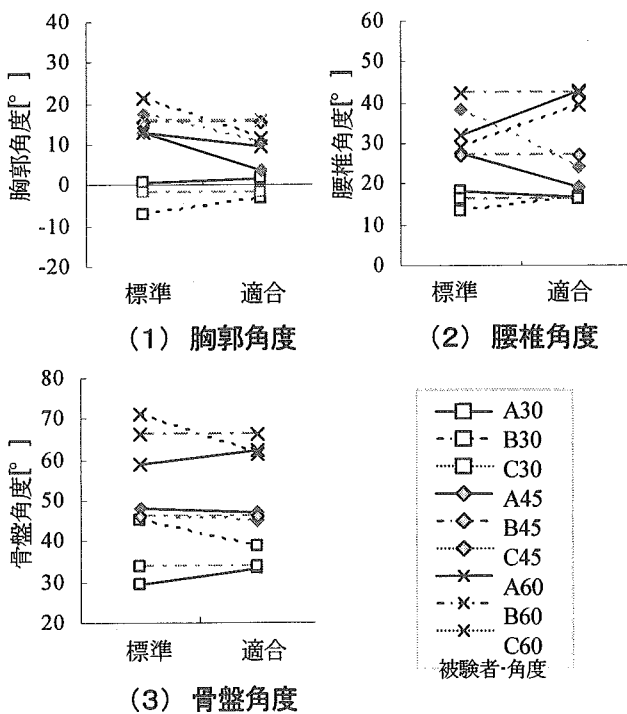 胸郭角度[°]
40
30
20
10
0
-10
-20
標準
適合
(1) 胸郭角度
腰椎角度[°]
60
50
40
30
20
10
0
標準
適合
(2) 腰椎角度
骨盤角度[°]
80
70
60
50
40
30
20
標準
適合
(3) 骨盤角度
A30
B30
C30
A45
B45
C45
A60
B60
C60
被験者・角度